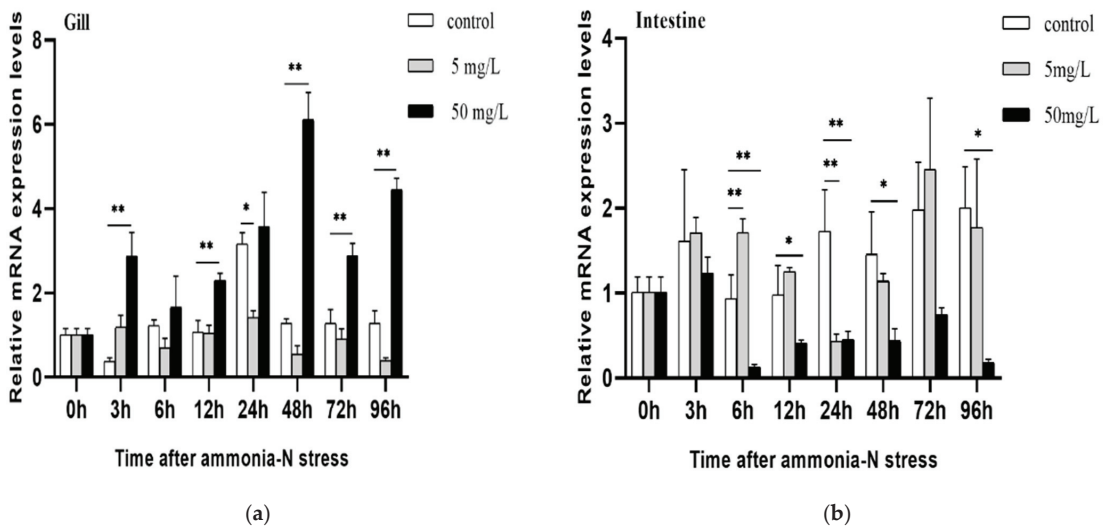 Gill
control
5 mg/L
50 mg/L
Relative mRNA expression levels
8
6
4
2
0
**
**
*
**
**
**
0h 3h 6h 12h 24h 48h 72h 96h
Time after ammonia-N stress
(a)
Intestine
control
5mg/L
50mg/L
Relative mRNA expression levels
4
3
2
1
0
**
**
*
**
**
*
*
0h 3h 6h 12h 24h 48h 72h 96h
Time after ammonia-N stress
(b)